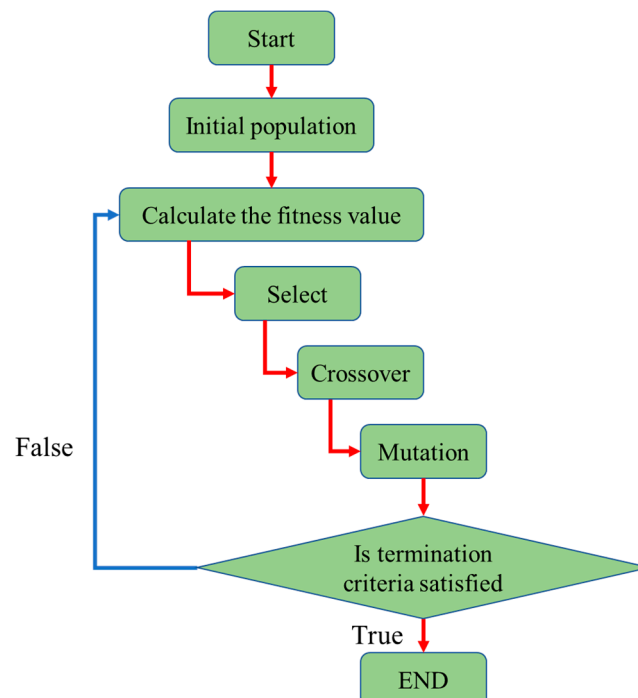 Start
Initial population
Calculate the fitness value
Select
Crossover
Mutation
False
Is termination
criteria satisfied
True
END